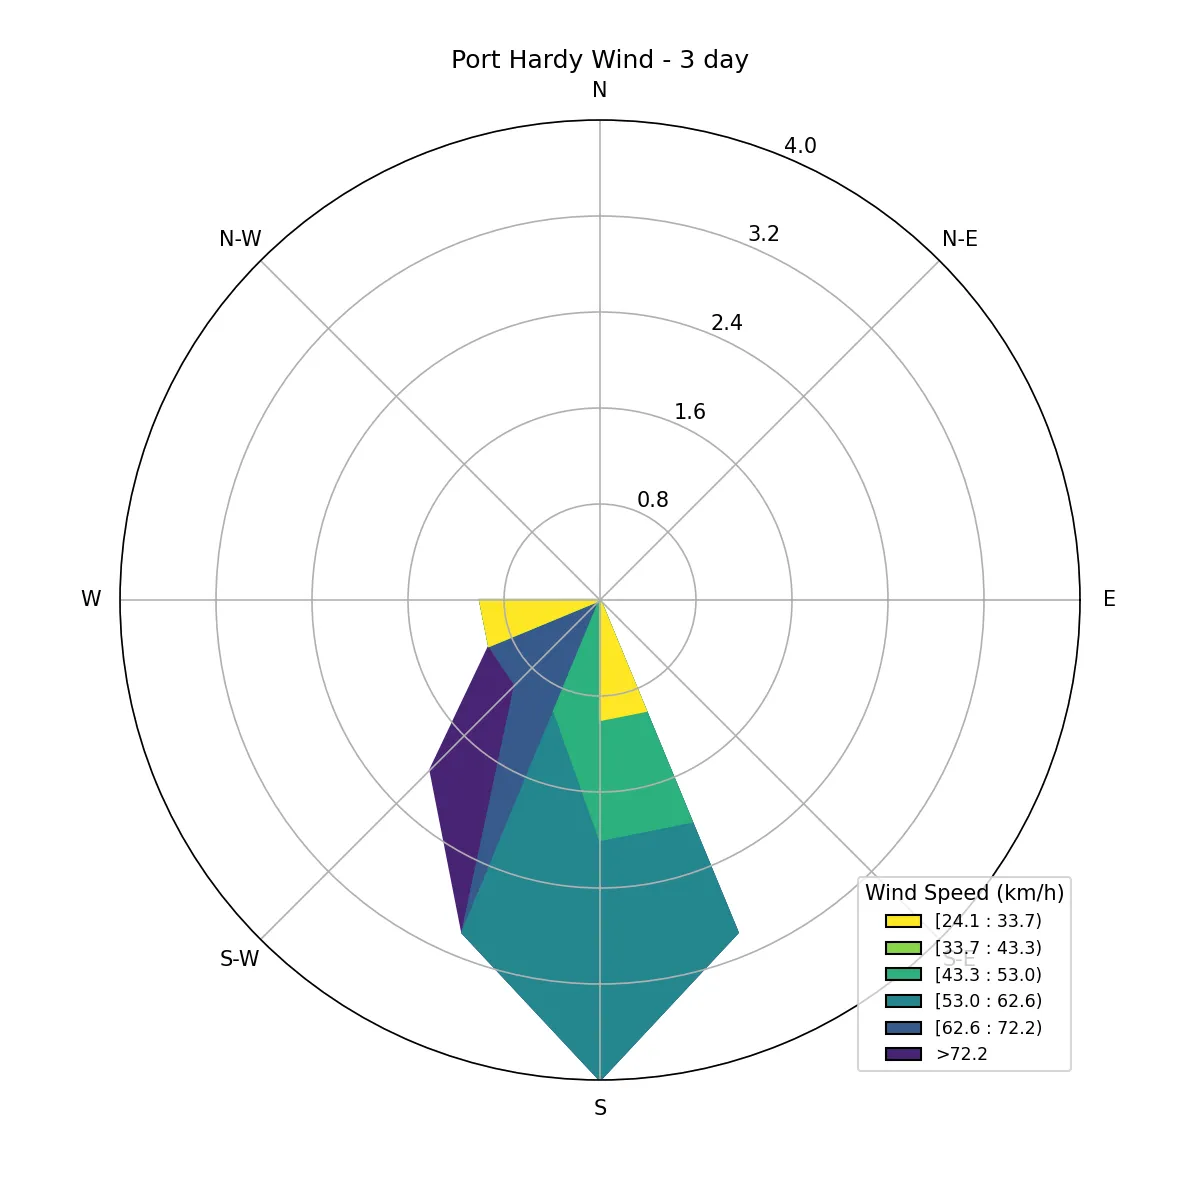 Port Hardy Wind - 3 day
N
4.0
N-W
N-E
3.2
2.4
1.6
0.8
W
E
S-W
S-E
S
Wind Speed (km/h)
[24.1 : 33.7)
[33.7 : 43.3)
[43.3 : 53.0)
[53.0 : 62.6)
[62.6 : 72.2)
>72.2